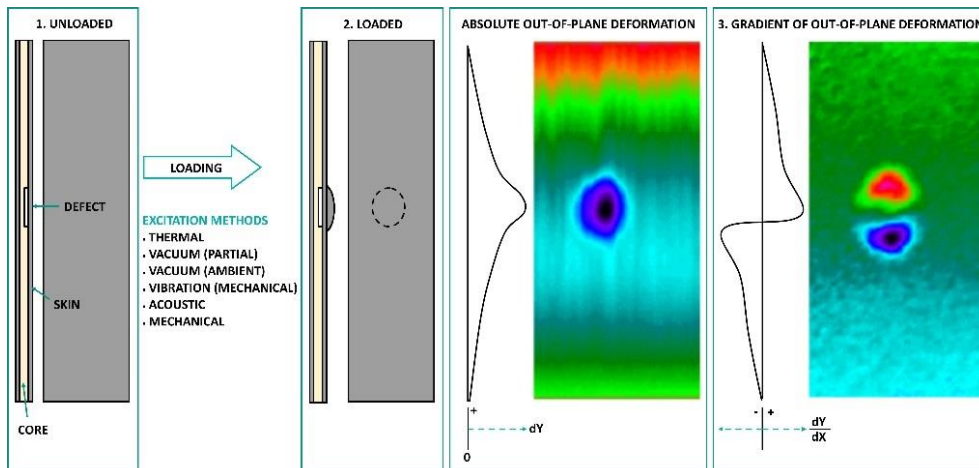 1. UNLOADED
DEFECT
SKIN
CORE
LOADING
EXCITATION METHODS
. THERMAL
. VACUUM (PARTIAL)
. VACUUM (AMBIENT)
. VIBRATION (MECHANICAL)
. ACOUSTIC
. MECHANICAL
2. LOADED
ABSOLUTE OUT-OF-PLANE DEFORMATION
+
dY
0
3. GRADIENT OF OUT-OF-PLANE DEFORMATION
- +
dY
dX